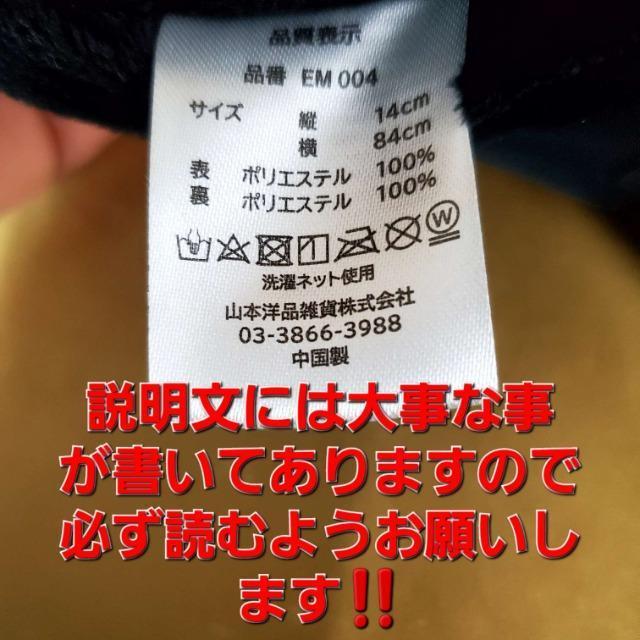 品質表示
品番 EM 004
サイズ 縦 14cm
横 84cm
表 ポリエステル 100%
裏 ポリエステル 100%
W
洗濯ネット使用
山本洋品雑貨株式会社
03-3866-3988
中国製
説明文には大事な事
が書いてありますので
必ず読むようお願いし
ます‼️